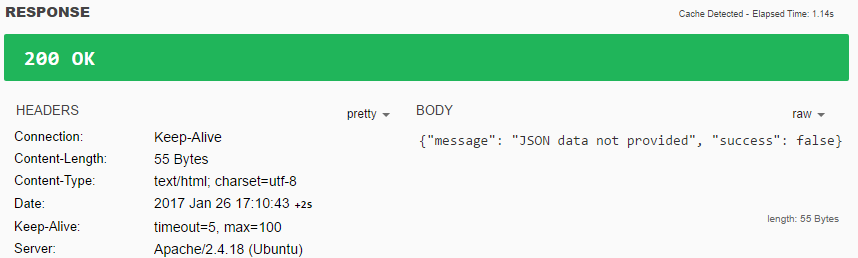 RESPONSE
Cache Detected - Elapsed Time: 1.14s
200 OK
HEADERS
pretty
Connection: Keep-Alive
Content-Length: 55 Bytes
Content-Type: text/html; charset=utf-8
Date: 2017 Jan 26 17:10:43 +2s
Keep-Alive: timeout=5, max=100
Server: Apache/2.4.18 (Ubuntu)
BODY
raw
{"message": "JSON data not provided", "success": false}
length: 55 Bytes